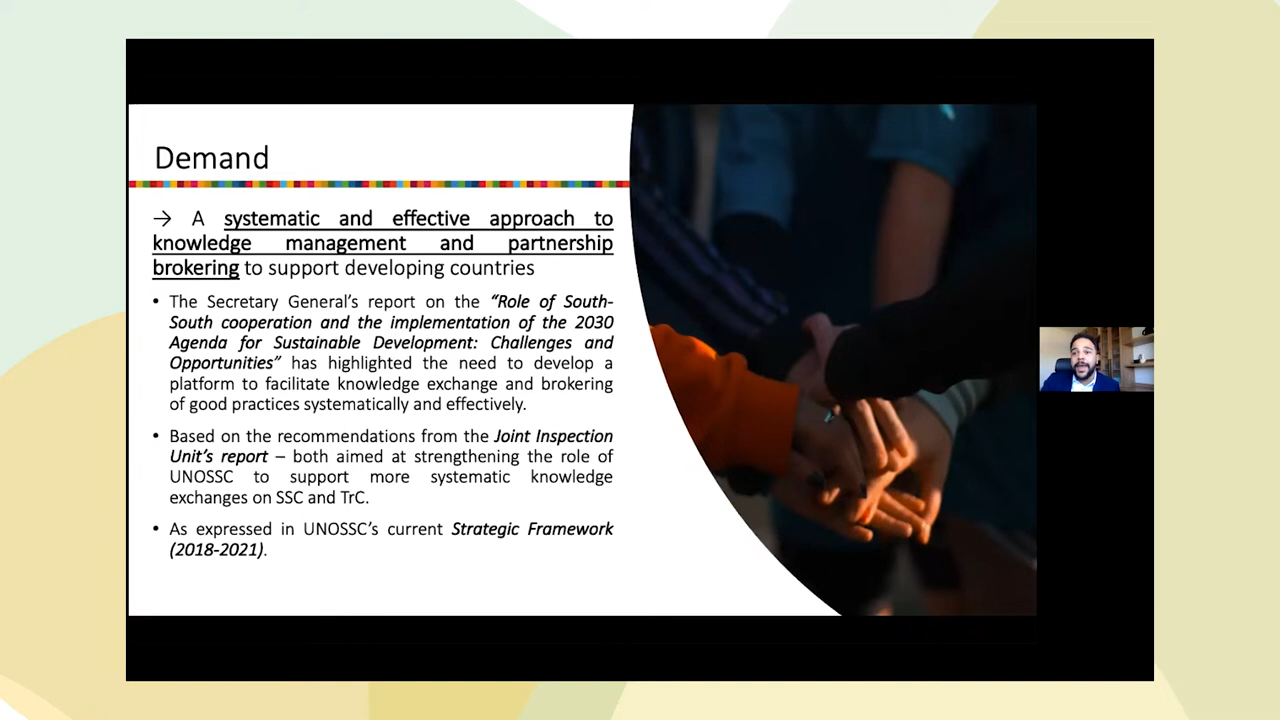 Demand
→ A systematic and effective approach to
knowledge management and partnership
brokering to support developing countries
• The Secretary General’s report on the “Role of South-
South cooperation and the implementation of the 2030
Agenda for Sustainable Development: Challenges and
Opportunities” has highlighted the need to develop a
platform to facilitate knowledge exchange and brokering
of good practices systematically and effectively.
• Based on the recommendations from the Joint Inspection
Unit’s report – both aimed at strengthening the role of
UNOSSC to support more systematic knowledge
exchanges on SSC and TrC.
• As expressed in UNOSSC’s current Strategic Framework
(2018-2021).